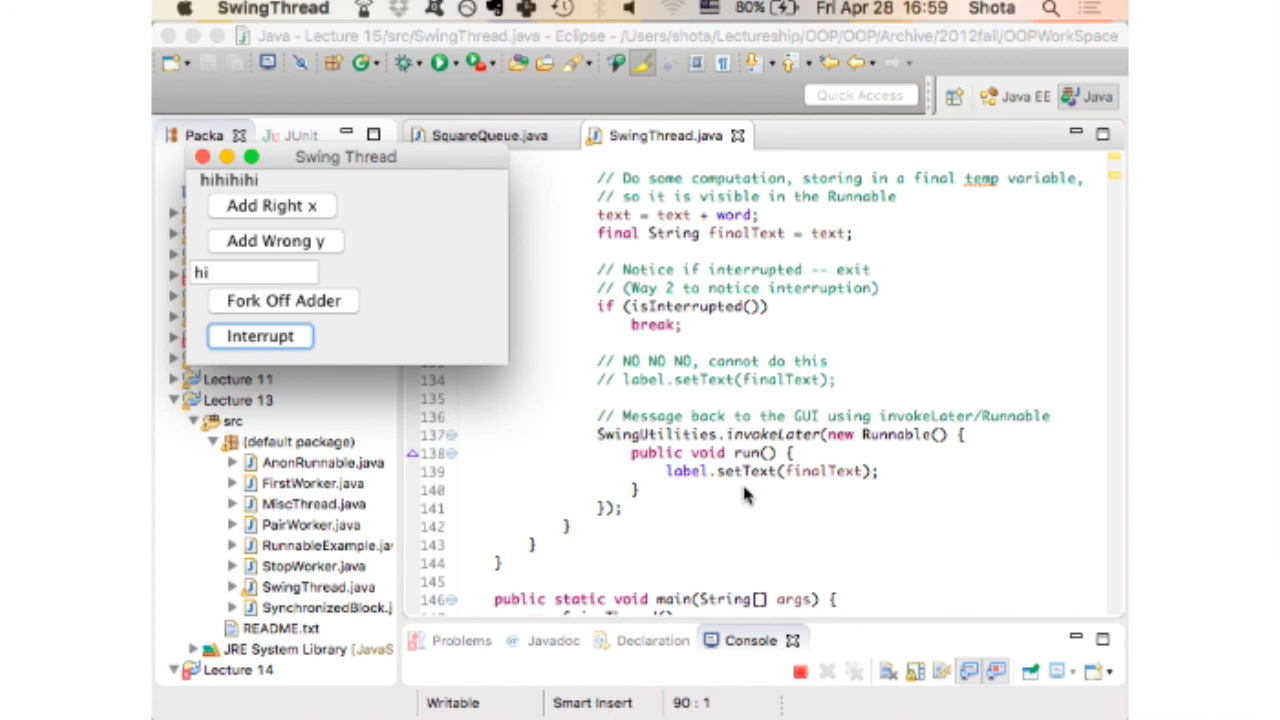 SwingThread 80% Fri Apr 28 16:59 Shota
Java - Lecture 15/src/SwingThread.java - Eclipse - /Users/shota/Lectureship/OOP/OOP/Archive/2012fall/OOPWorkSpace
Quick Access Java EE Java
Packa JUnit SquareQueue.java SwingThread.java
Swing Thread
hihihihi
Add Right x
Add Wrong y
hi
Fork Off Adder
Interrupt
Lecture 11
Lecture 13
src
(default package)
AnonRunnable.java
FirstWorker.java
MiscThread.java
PairWorker.java
RunnableExample.ja
StopWorker.java
SwingThread.java
SynchronizedBlock.j
README.txt
JRE System Library [JavaS
Lecture 14
// Do some computation, storing in a final temp variable,
// so it is visible in the Runnable
text = text + word;
final String finalText = text;
// Notice if interrupted -- exit
// (Way 2 to notice interruption)
if (isInterrupted())
break;
// NO NO NO, cannot do this
134 // label.setText(finalText);
135
136 // Message back to the GUI using invokeLater/Runnable
137 SwingUtilities.invokeLater(new Runnable() {
138 public void run() {
139 label.setText(finalText);
140 }
141 });
142 }
143 }
144 }
145
146 public static void main(String[] args) {
Problems Javadoc Declaration Console
Writable Smart Insert 90 : 1